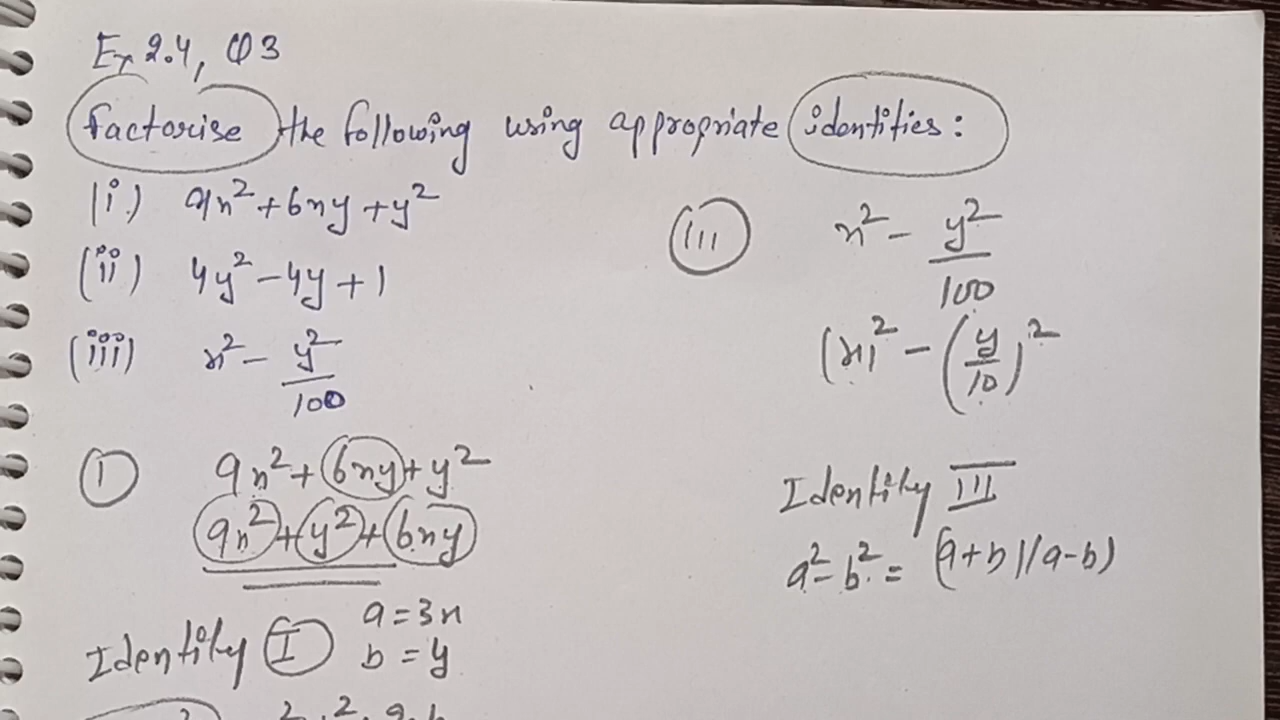 Ex 2.4, Q3
factorise the following using appropriate identities:
(i) 9x²+6xy+y²
(ii) 4y²-4y+1
(iii) x²-y²/100
(I) 9x²+6xy+y²
9x²+y²+6xy
Identity I a=3x
b=y
(III) x²-y²/100
(x)²-(y/10)²
Identity III
a²-b²=(a+b)(a-b)